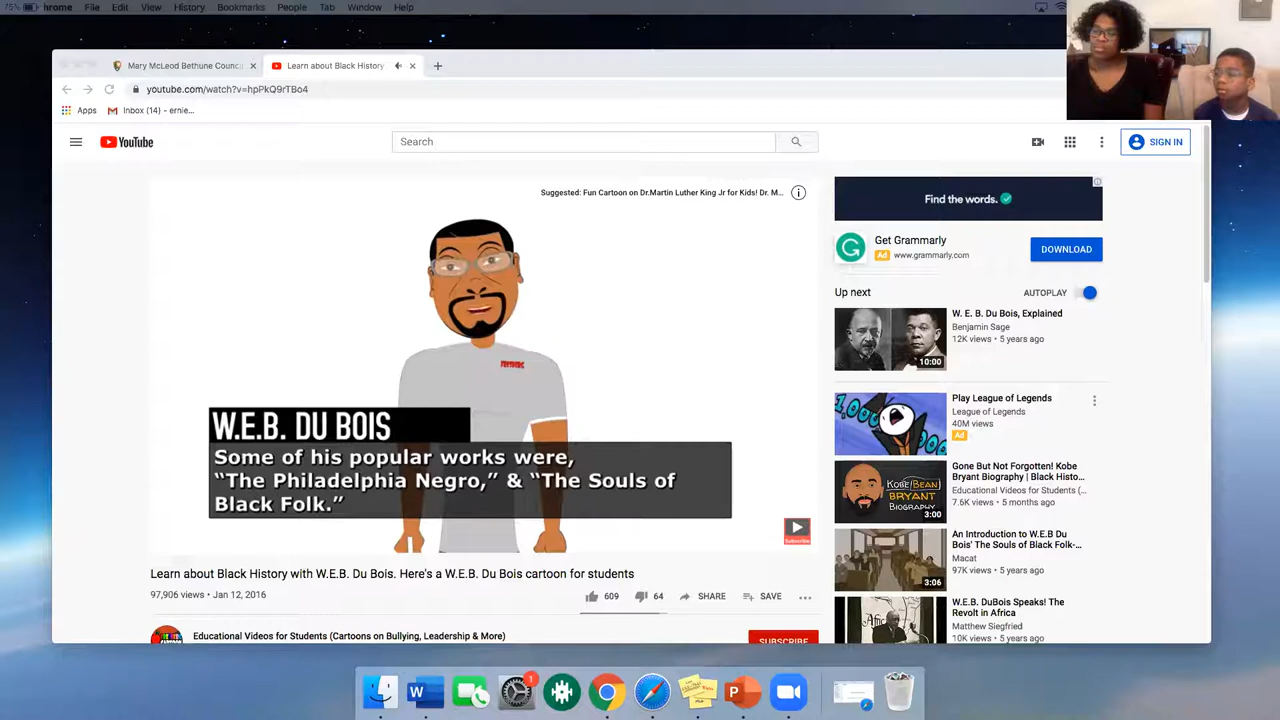 75%
hrome File Edit View History Bookmarks People Tab Window Help
Mary McLeod Bethune Counc
Learn about Black History
youtube.com/watch?v=hpPkQ9rTBo4
Apps
Inbox (14) - ernie...
YouTube
Search
SIGN IN
Suggested: Fun Cartoon on Dr.Martin Luther King Jr for Kids! Dr. M...
W.E.B. DU BOIS
Some of his popular works were,
“The Philadelphia Negro,” & “The Souls of
Black Folk.”
Subscribe
Learn about Black History with W.E.B. Du Bois. Here's a W.E.B. Du Bois cartoon for students
97,906 views • Jan 12, 2016
609
64
SHARE
SAVE
Educational Videos for Students (Cartoons on Bullying, Leadership & More)
SUBSCRIBE
Find the words.
Get Grammarly
Ad www.grammarly.com
DOWNLOAD
Up next
AUTOPLAY
W. E. B. Du Bois, Explained
Benjamin Sage
12K views • 5 years ago
10:00
Play League of Legends
League of Legends
40M views
Ad
Gone But Not Forgotten! Kobe
Bryant Biography | Black Histo...
Educational Videos for Students (...
7.6K views • 5 months ago
KOBE BEAN
BRYANT
BIOGRAPHY
3:00
An Introduction to W.E.B Du
Bois' The Souls of Black Folk-...
Macat
97K views • 5 years ago
3:06
W.E.B. DuBois Speaks! The
Revolt in Africa
Matthew Siegfried
10K views • 5 years ago
W
1
P